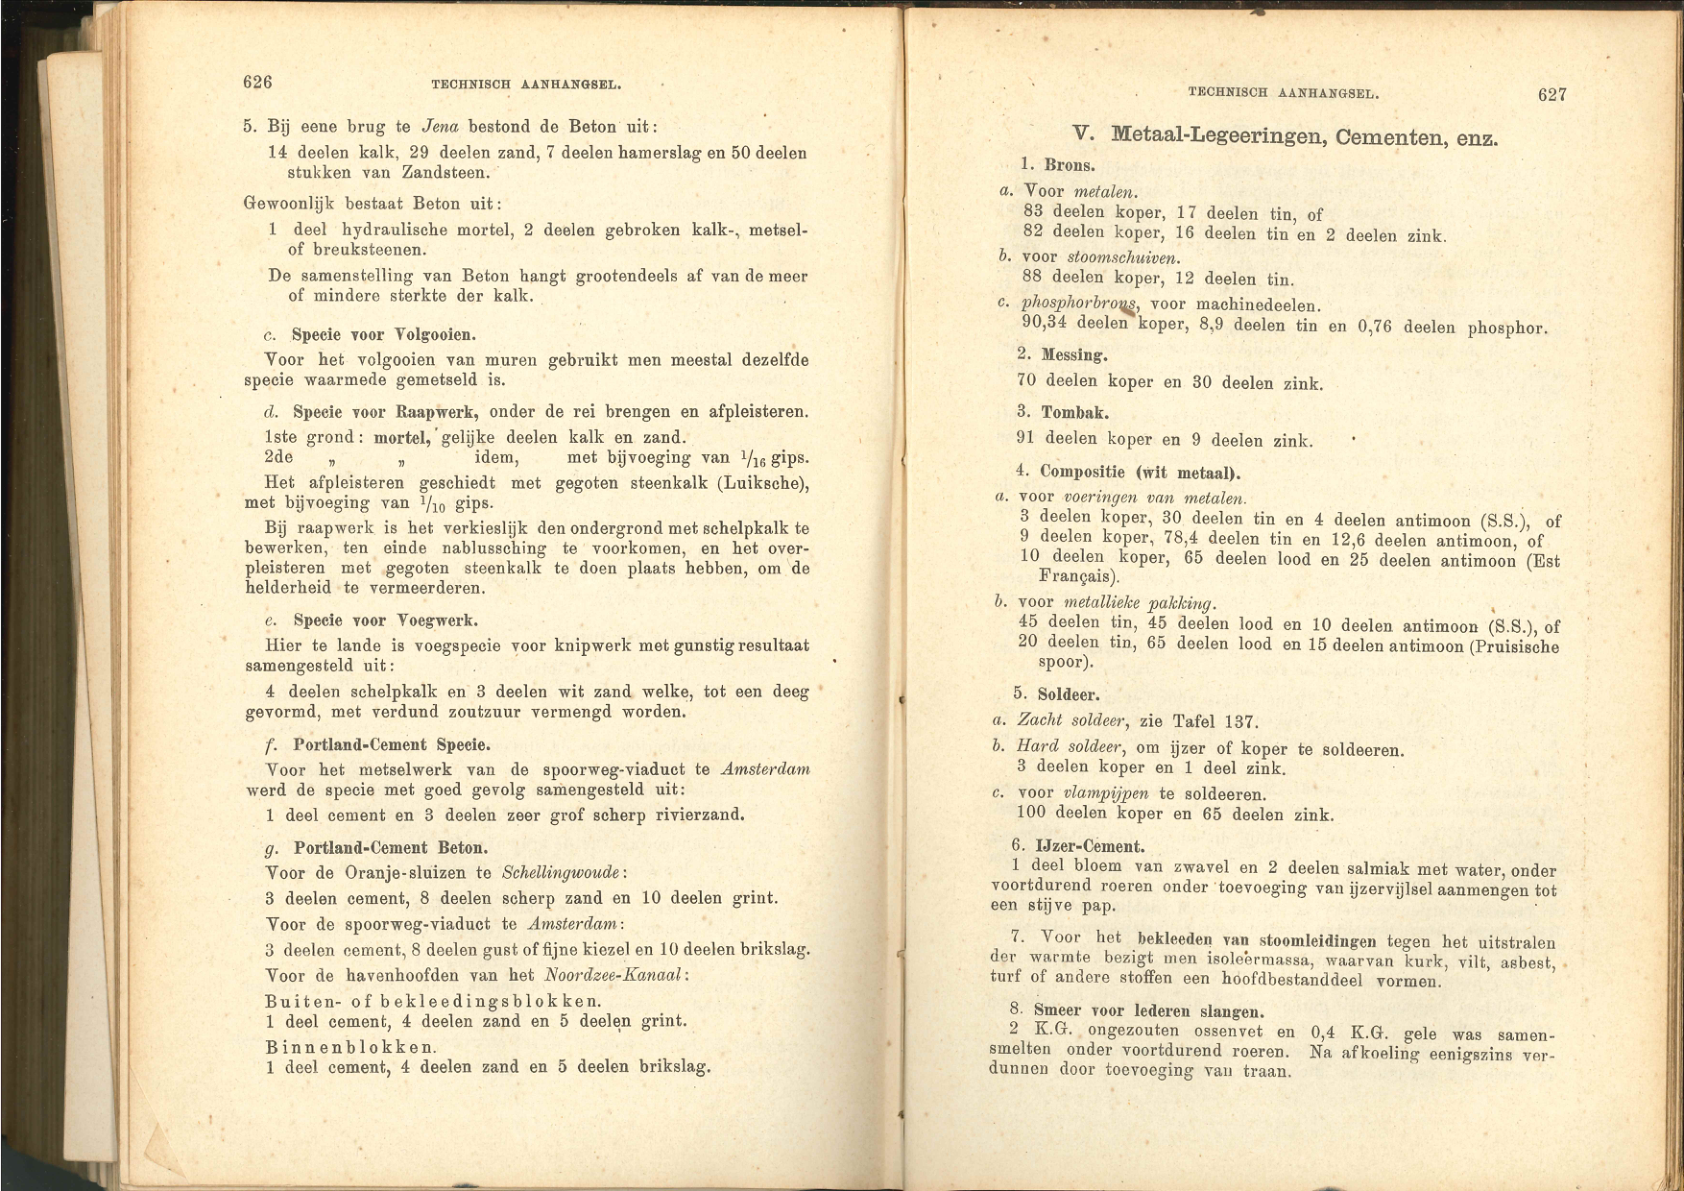 626 TECHNISCH AANHANGSEL.
5. Bij eene brug te Jena bestond de Beton uit:
14 deelen kalk, 29 deelen zand, 7 deelen hamerslag en 50 deelen
stukken van Zandsteen.
Gewoonlijk bestaat Beton uit:
1 deel hydraulische mortel, 2 deelen gebroken kalk-, metsel-
of breuksteenen.
De samenstelling van Beton hangt grootendeels af van de meer
of mindere sterkte der kalk.
c. Specie voor Volgooien.
Voor het volgooien van muren gebruikt men meestal dezelfde
specie waarmede gemetseld is.
d. Specie voor Raapwerk, onder de rei brengen en afpleisteren.
1ste grond: mortel, gelijke deelen kalk en zand.
2de „ „ idem, met bijvoeging van 1/16 gips.
Het afpleisteren geschiedt met gegoten steenkalk (Luiksche),
met bijvoeging van 1/10 gips.
Bij raapwerk is het verkieslijk den ondergrond met schelpkalk te
bewerken, ten einde nablussching te voorkomen, en het over-
pleisteren met gegoten steenkalk te doen plaats hebben, om de
helderheid te vermeerderen.
e. Specie voor Voegwerk.
Hier te lande is voegspecie voor knipwerk met gunstig resultaat
samengesteld uit:
4 deelen schelpkalk en 3 deelen wit zand welke, tot een deeg
gevormd, met verdund zoutzuur vermengd worden.
f. Portland-Cement Specie.
Voor het metselwerk van de spoorweg-viaduct te Amsterdam
werd de specie met goed gevolg samengesteld uit:
1 deel cement en 3 deelen zeer grof scherp rivierzand.
g. Portland-Cement Beton.
Voor de Oranje-sluizen te Schellingwoude:
3 deelen cement, 8 deelen scherp zand en 10 deelen grint.
Voor de spoorweg-viaduct te Amsterdam:
3 deelen cement, 8 deelen gust of fijne kiezel en 10 deelen brikslag.
Voor de havenhoofden van het Noordzee-Kanaal:
Buiten- of bekleedingsblokken.
1 deel cement, 4 deelen zand en 5 deelen grint.
Binnenblokken.
1 deel cement, 4 deelen zand en 5 deelen brikslag.
TECHNISCH AANHANGSEL. 627
V. Metaal-Legeeringen, Cementen, enz.
1. Brons.
a. Voor metalen.
83 deelen koper, 17 deelen tin, of
82 deelen koper, 16 deelen tin en 2 deelen zink.
b. voor stoomschuiven.
88 deelen koper, 12 deelen tin.
c. phosphorbrons, voor machinedeelen.
90,34 deelen koper, 8,9 deelen tin en 0,76 deelen phosphor.
2. Messing.
70 deelen koper en 30 deelen zink.
3. Tombak.
91 deelen koper en 9 deelen zink.
4. Compositie (wit metaal).
a. voor voeringen van metalen.
3 deelen koper, 30 deelen tin en 4 deelen antimoon (S.S.), of
9 deelen koper, 78,4 deelen tin en 12,6 deelen antimoon, of
10 deelen koper, 65 deelen lood en 25 deelen antimoon (Est
Français).
b. voor metallieke pakking.
45 deelen tin, 45 deelen lood en 10 deelen antimoon (S.S.), of
20 deelen tin, 65 deelen lood en 15 deelen antimoon (Pruisische
spoor).
5. Soldeer.
a. Zacht soldeer, zie Tafel 137.
b. Hard soldeer, om ijzer of koper te soldeeren.
3 deelen koper en 1 deel zink.
c. voor vlampijpen te soldeeren.
100 deelen koper en 65 deelen zink.
6. IJzer-Cement.
1 deel bloem van zwavel en 2 deelen salmiak met water, onder
voortdurend roeren onder toevoeging van ijzervijlsel aanmengen tot
een stijve pap.
7. Voor het bekleeden van stoomleidingen tegen het uitstralen
der warmte bezigt men isoleermassa, waarvan kurk, vilt, asbest,
turf of andere stoffen een hoofdbestanddeel vormen.
8. Smeer voor lederen slangen.
2 K.G. ongezouten ossenvet en 0,4 K.G. gele was samen-
smelten onder voortdurend roeren. Na afkoeling eenigszins ver-
dunnen door toevoeging van traan.